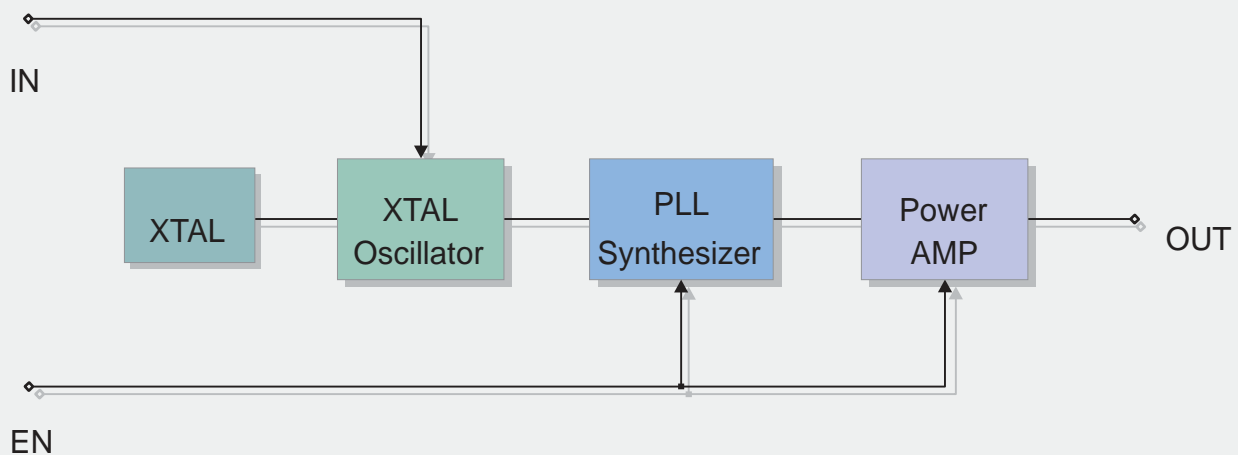 IN
XTAL
XTAL
Oscillator
PLL
Synthesizer
Power
AMP
OUT
EN